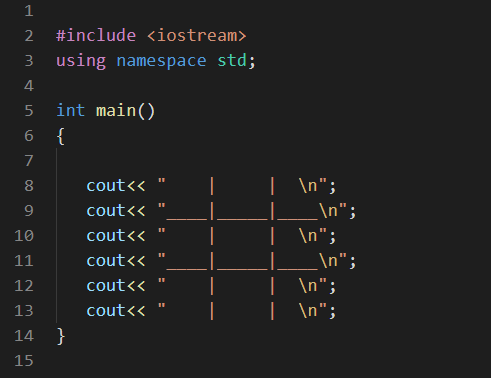 1
2 #include <iostream>
3 using namespace std;
4
5 int main()
6 {
7
8    cout<< "    |     |  \n";
9    cout<< "____|_____|____\n";
10    cout<< "    |     |  \n";
11    cout<< "____|_____|____\n";
12    cout<< "    |     |  \n";
13    cout<< "    |     |  \n";
14 }
15